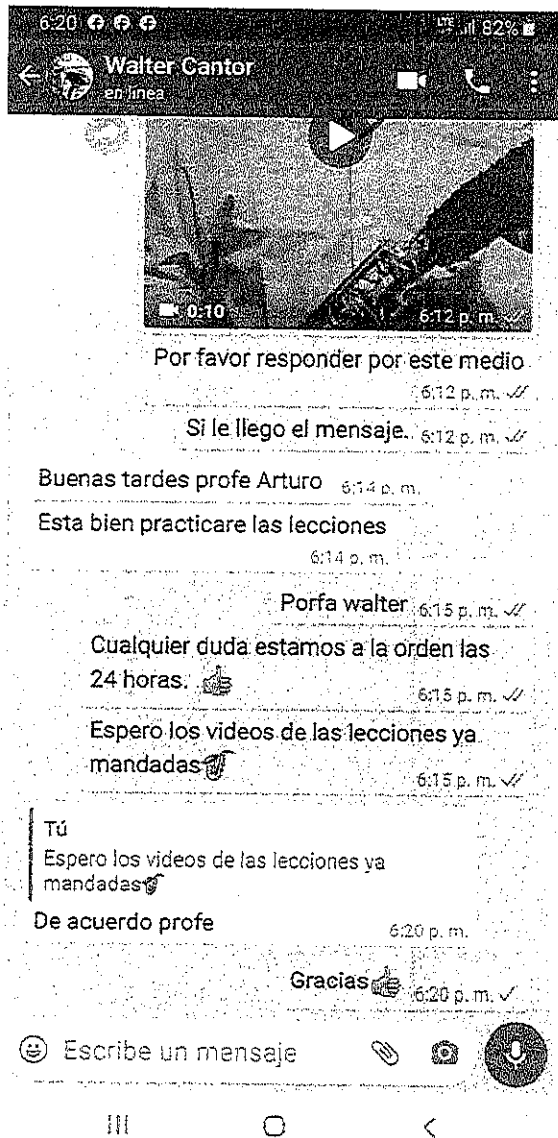 6:20 LTE 82%
Walter Cantor
en linea
0:10 6:12 p. m.
Por favor responder por este medio
6:12 p. m.
Si le llego el mensaje. 6:12 p. m.
Buenas tardes profe Arturo 6:14 p. m.
Esta bien practicare las lecciones
6:14 p. m.
Porfa walter 6:15 p. m.
Cualquier duda estamos a la orden las
24 horas. 👍 6:15 p. m.
Espero los videos de las lecciones ya
mandadas 6:15 p. m.
Tú
Espero los videos de las lecciones ya
mandadas
De acuerdo profe 6:20 p. m.
Gracias👍 6:20 p. m.
Escribe un mensaje